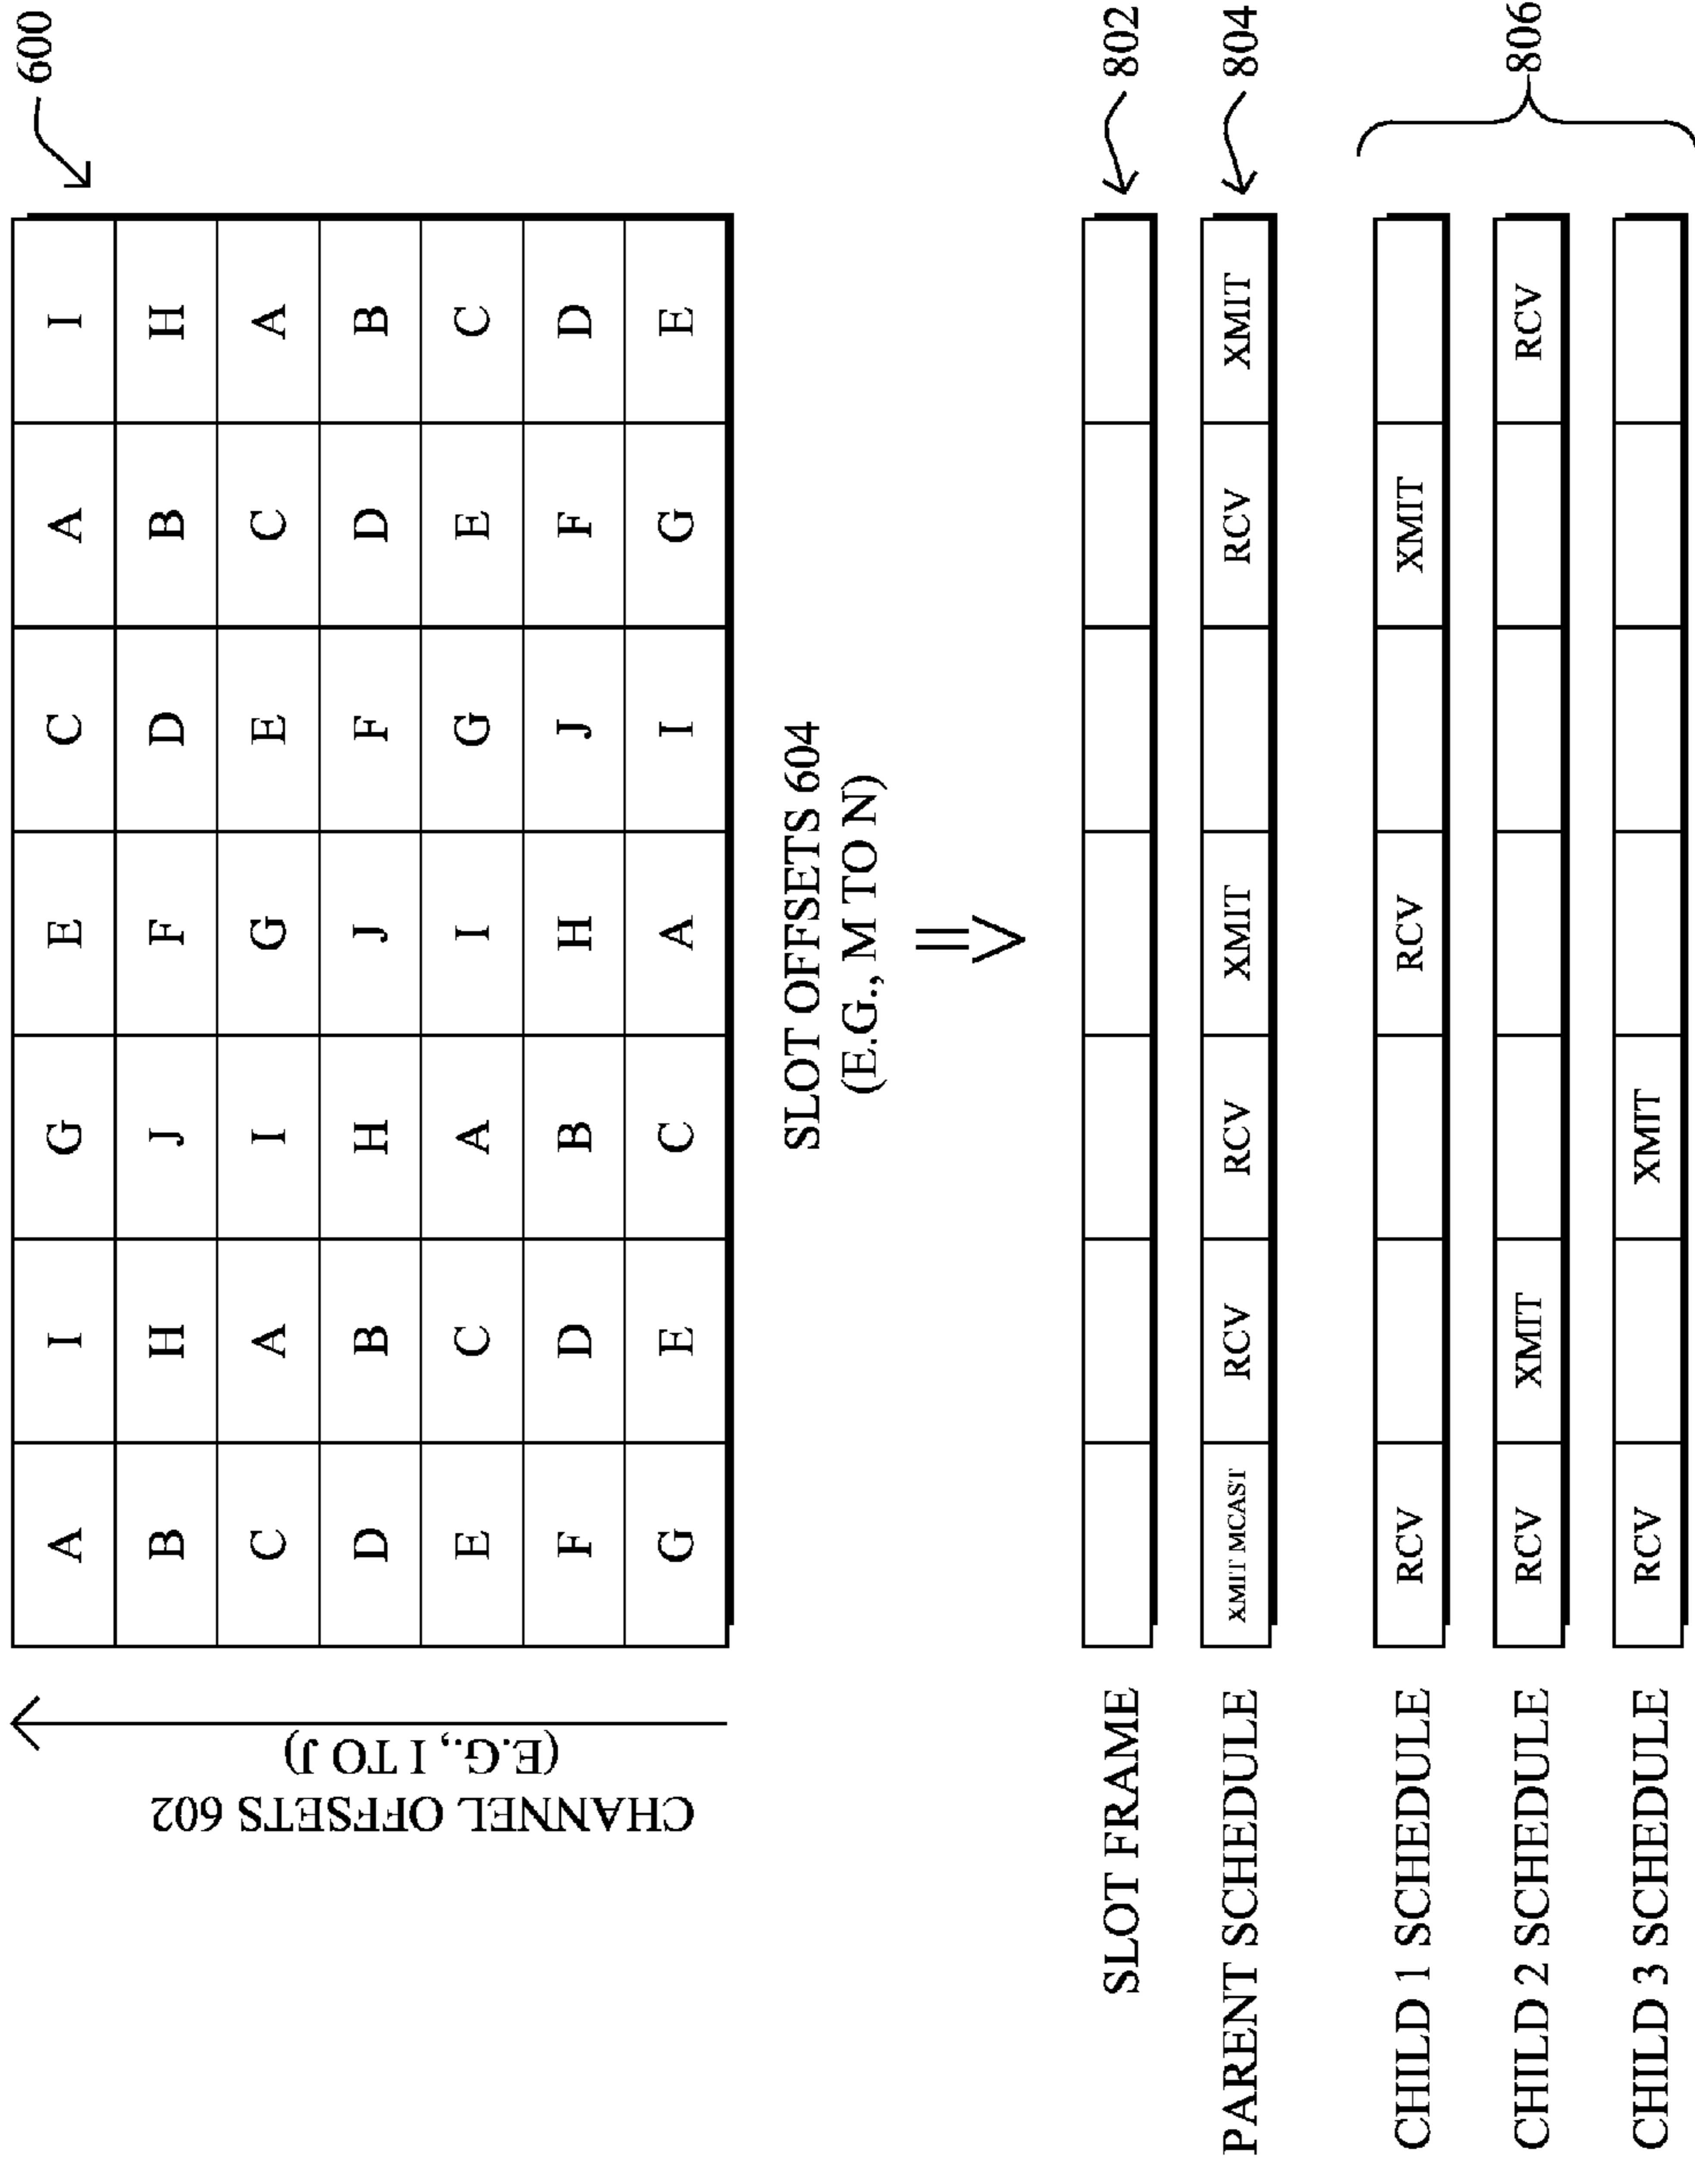 600
CHANNEL OFFSETS 602
(E.G., I TO J)
A I G E C A I
B H J F D B H
C A I G E C A
D B H J F D B
E C A I G E C
F D B H J F D
G E C A I G E
SLOT OFFSETS 604
(E.G., M TO N)
SLOT FRAME 802
PARENT SCHEDULE XMIT MCAST RCV RCV XMIT RCV XMIT 804
CHILD 1 SCHEDULE RCV RCV XMIT
CHILD 2 SCHEDULE RCV XMIT RCV 806
CHILD 3 SCHEDULE RCV XMIT